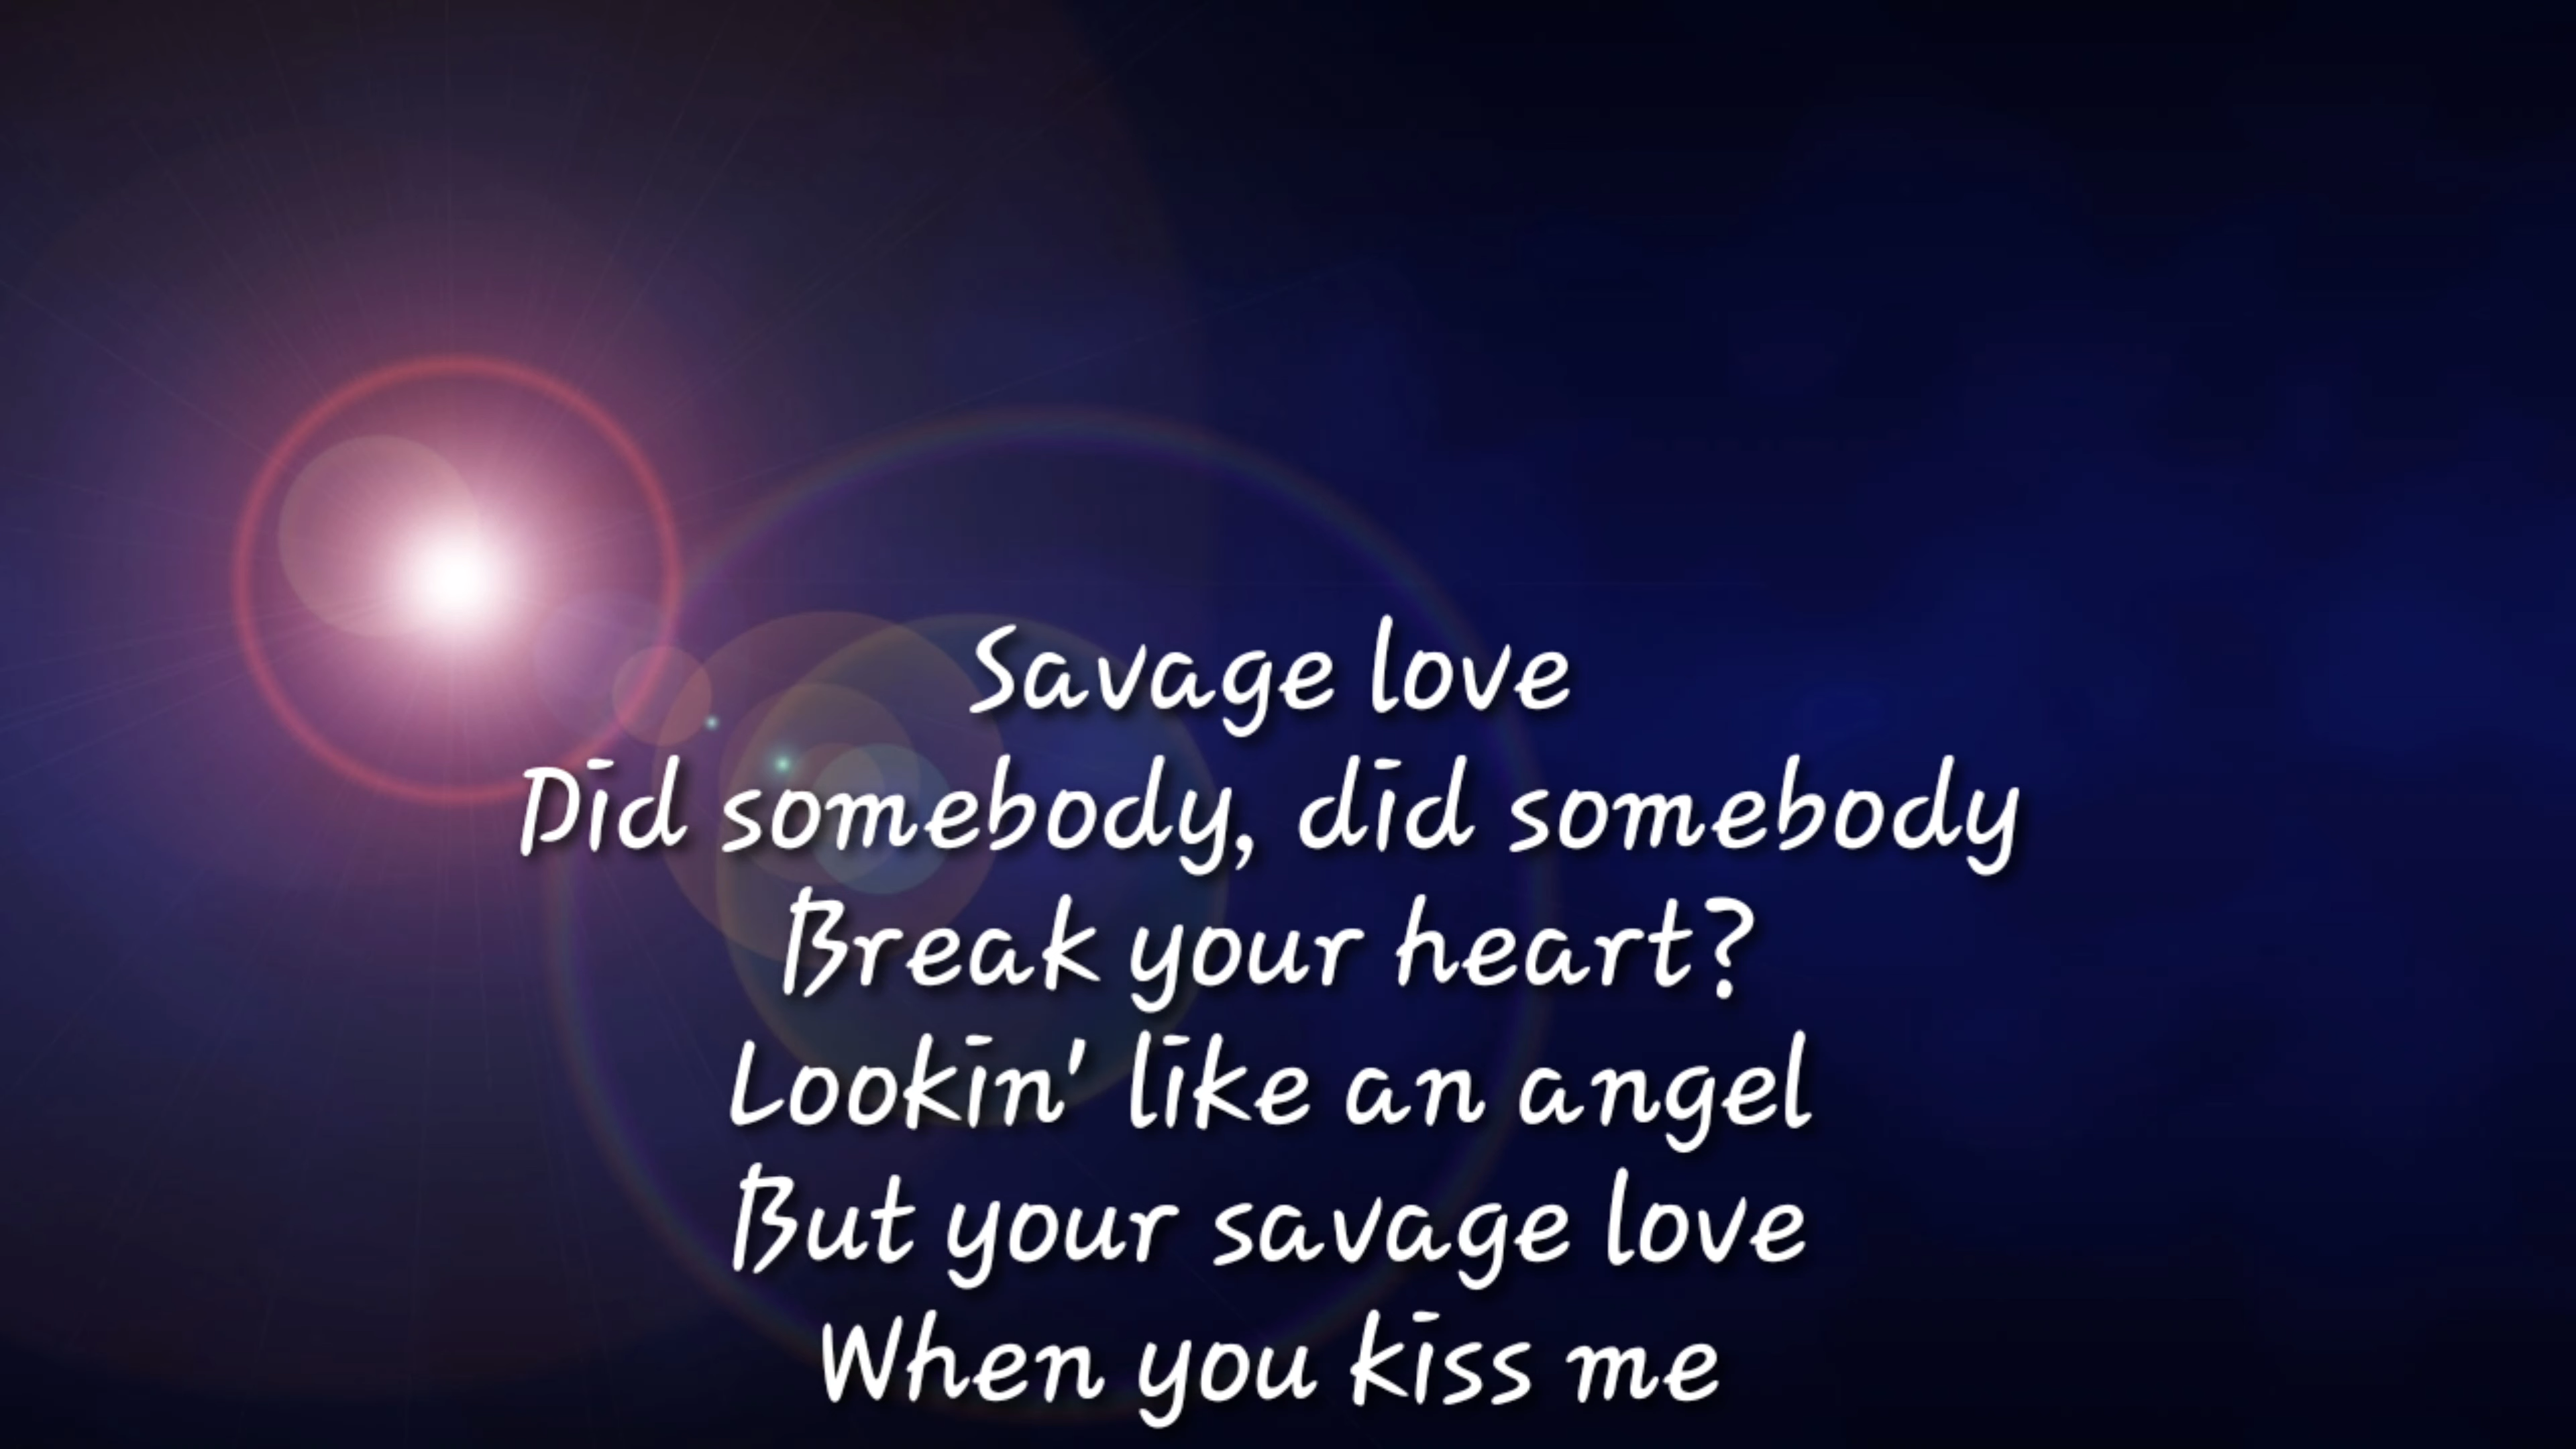 Savage love
Did somebody, did somebody
Break your heart?
Lookin' like an angel
But your savage love
When you kiss me